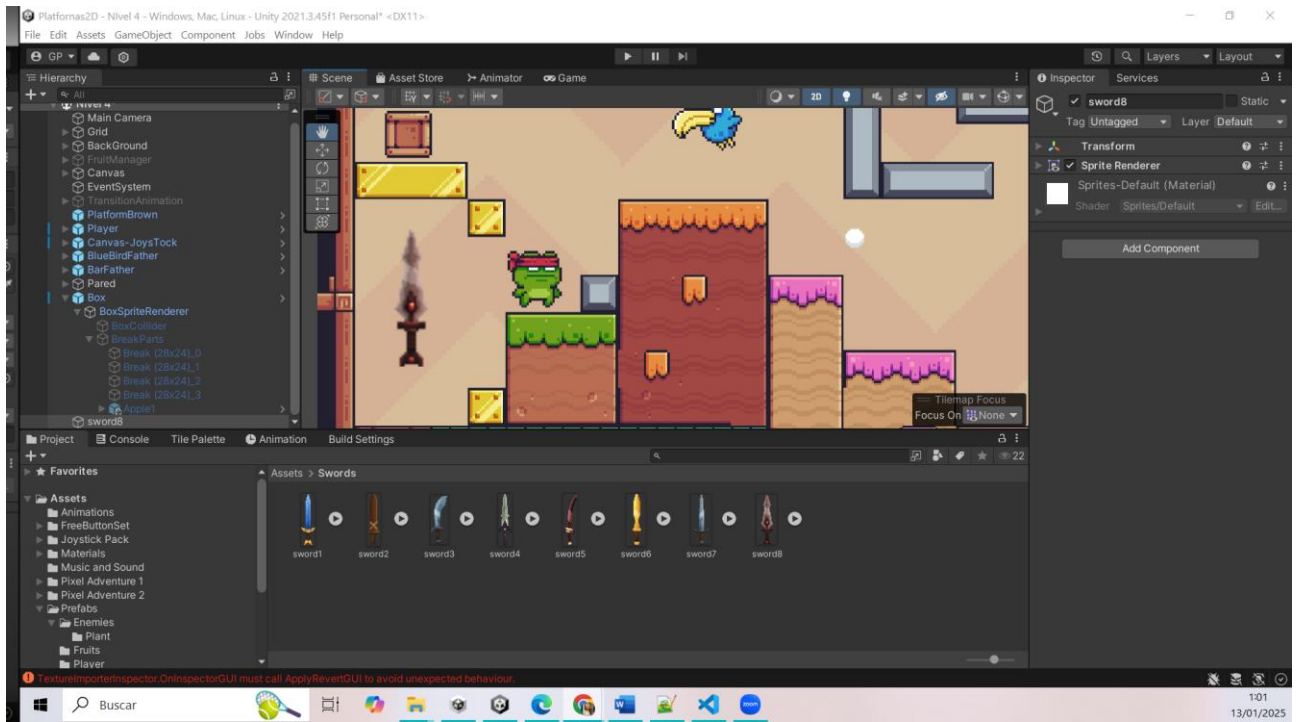 Platfornas2D - NIvel 4 - Windows, Mac, Linux - Unity 2021.3.45f1 Personal* <DX11>
File Edit Assets GameObject Component Jobs Window Help
GP Layers Layout
Hierarchy
All
NIvel 4*
Main Camera
Grid
BackGround
FruitManager
Canvas
EventSystem
TransitionAnimation
PlatformBrown
Player
Canvas-JoysTock
BlueBirdFather
BarFather
Pared
Box
BoxSpriteRenderer
BoxCollider
BreakParts
Break (28x24)_0
Break (28x24)_1
Break (28x24)_2
Break (28x24)_3
Apple1
sword8
Scene Asset Store Animator Game
2D
Tilemap Focus
Focus On None
Inspector Services
sword8 Static
Tag Untagged Layer Default
Transform
Sprite Renderer
Sprites-Default (Material)
Shader Sprites/Default Edit...
Add Component
Project Console Tile Palette Animation Build Settings
22
Favorites
Assets
Animations
FreeButtonSet
Joystick Pack
Materials
Music and Sound
Pixel Adventure 1
Pixel Adventure 2
Prefabs
Enemies
Plant
Fruits
Player
Assets > Swords
sword1 sword2 sword3 sword4 sword5 sword6 sword7 sword8
TextureImporterInspector.OnInspectorGUI must call ApplyRevertGUI to avoid unexpected behaviour.
Buscar
1:01
13/01/2025